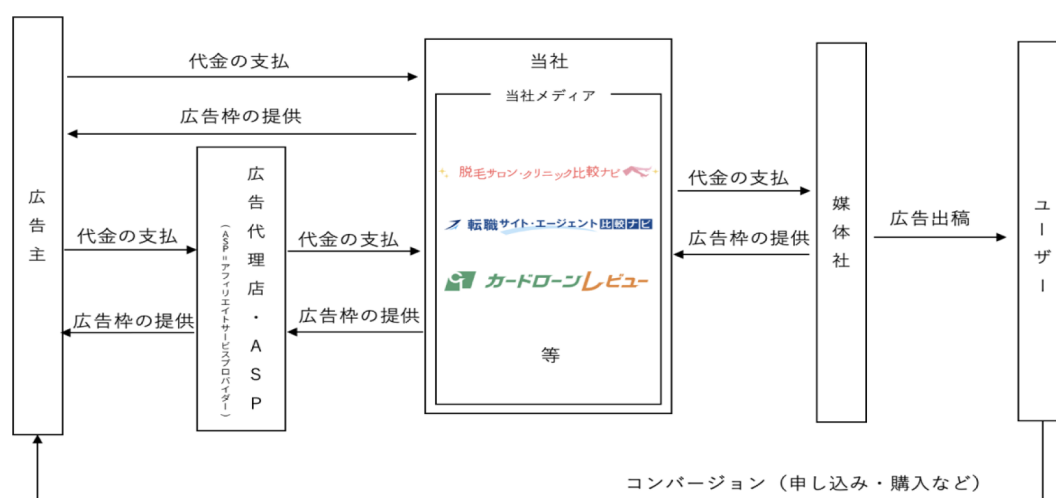 代金の支払
広告枠の提供
広告主
代金の支払
広告枠の提供
広告代理店・ASP
(ASP=アフィリエイトサービスプロバイダー)
代金の支払
広告枠の提供
当社
当社メディア
脱毛サロン・クリニック比較ナビ
転職サイト・エージェント比較ナビ
カードローンレビュー
等
代金の支払
広告枠の提供
媒体社
広告出稿
ユーザー
コンバージョン(申し込み・購入など)